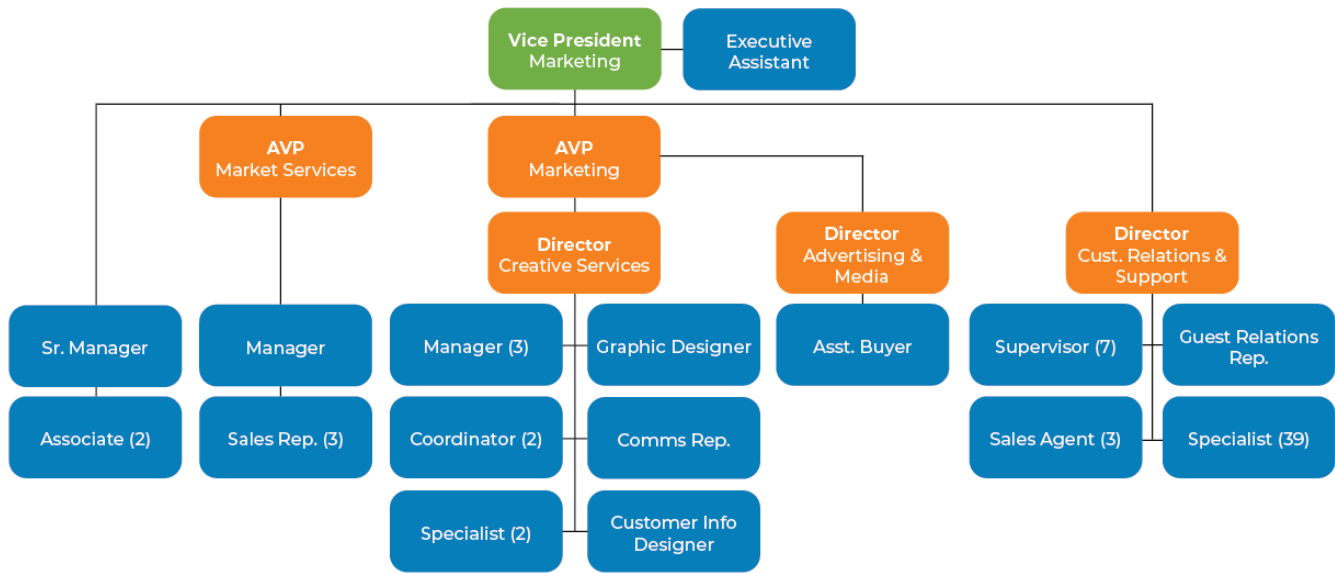 Vice President
Marketing
Executive
Assistant
AVP
Market Services
AVP
Marketing
Director
Creative Services
Director
Advertising &
Media
Director
Cust. Relations &
Support
Sr. Manager
Manager
Manager (3)
Graphic Designer
Asst. Buyer
Supervisor (7)
Guest Relations
Rep.
Associate (2)
Sales Rep. (3)
Coordinator (2)
Comms Rep.
Sales Agent (3)
Specialist (39)
Specialist (2)
Customer Info
Designer